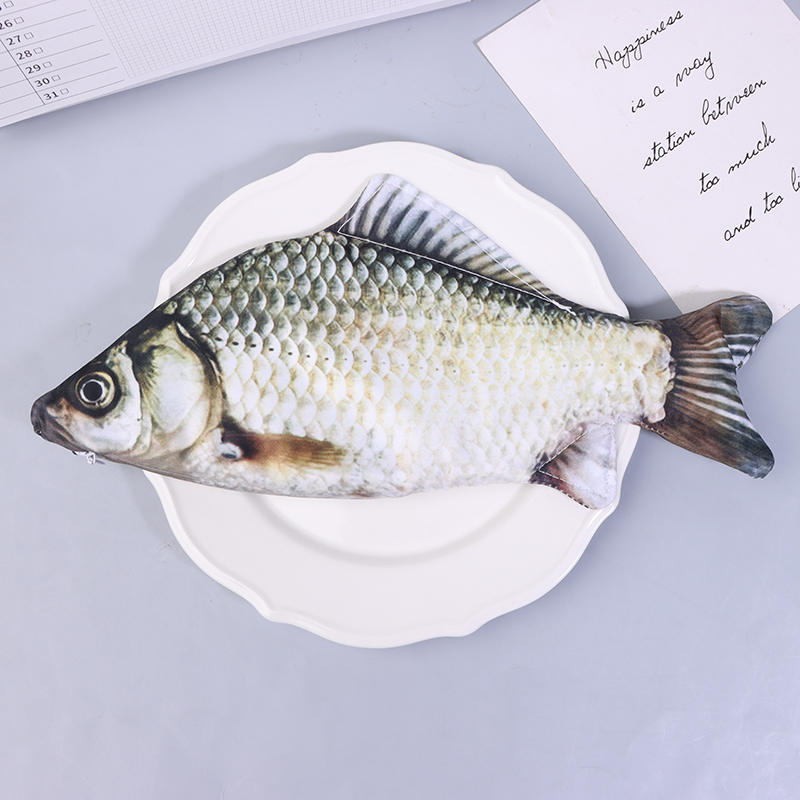 26
27
28
29
30
31
Happiness
is a way
station between
too much
and too